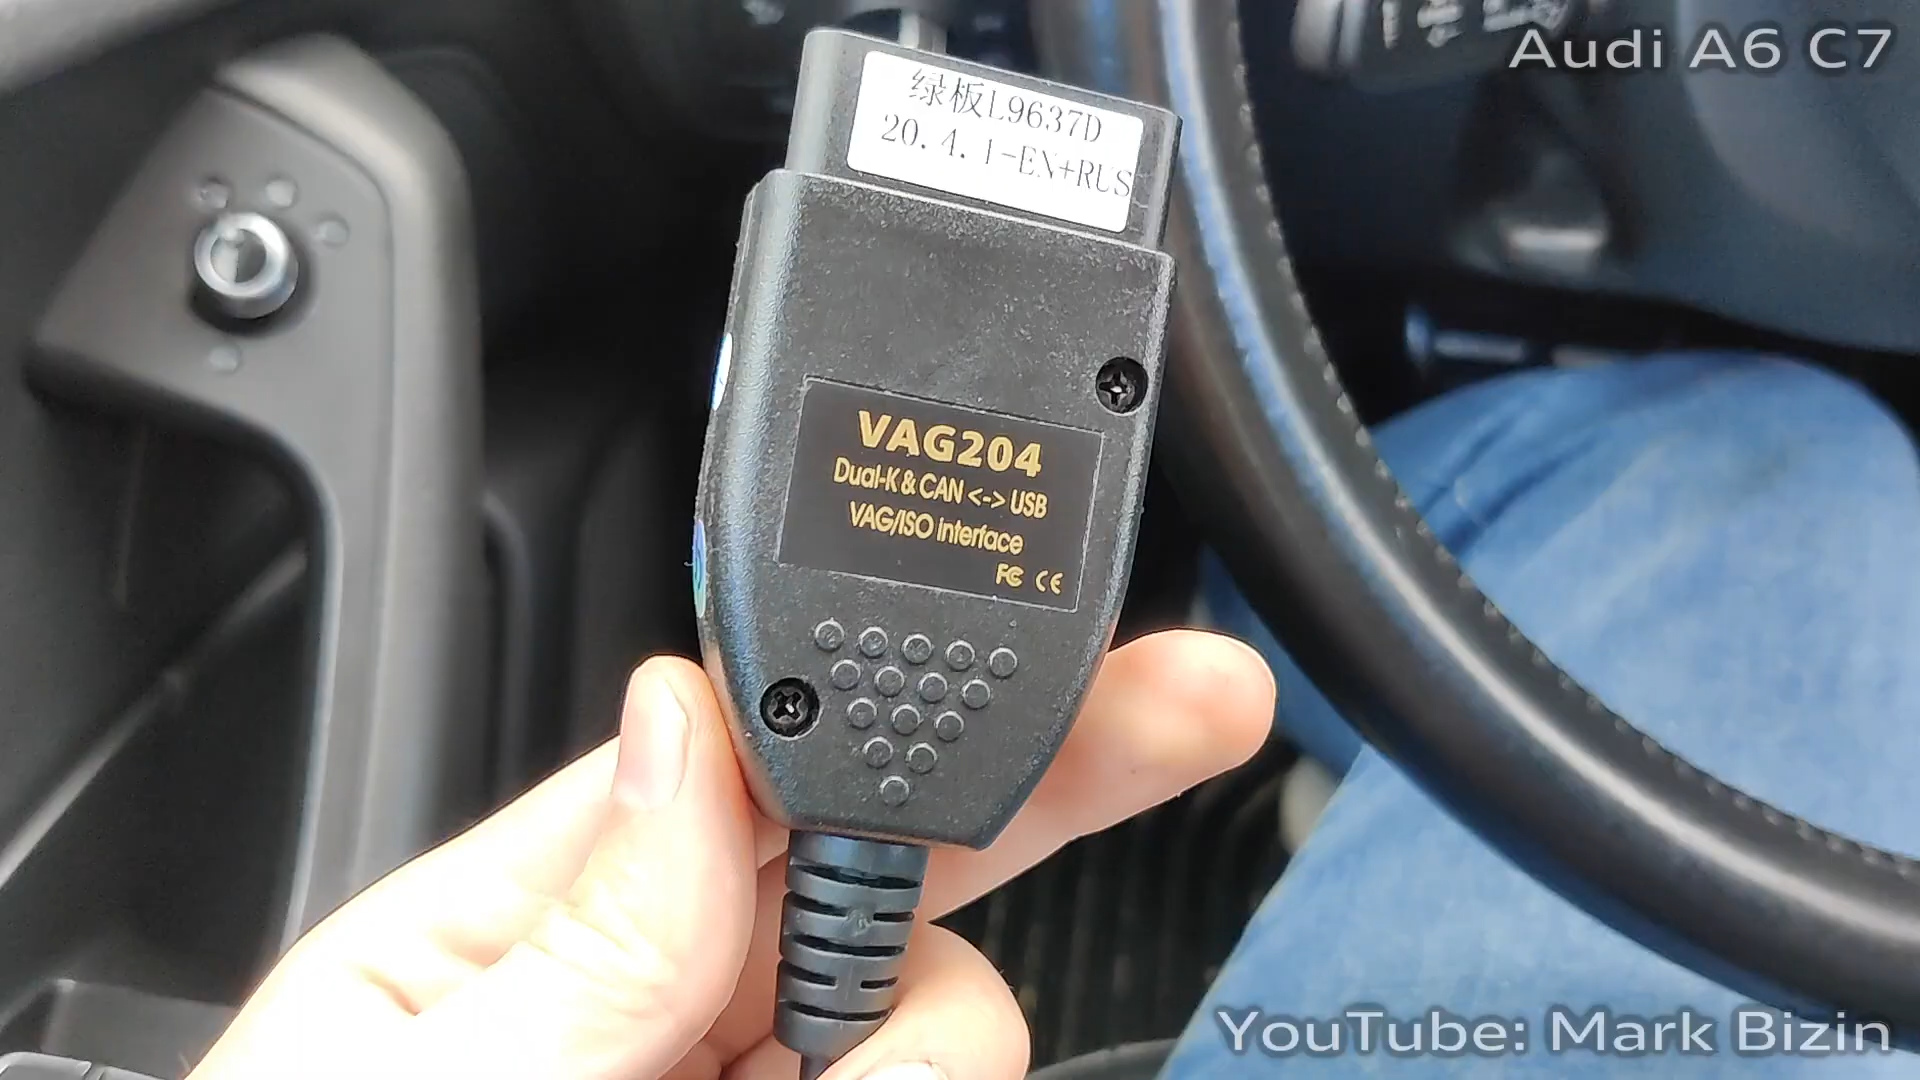 Audi A6 C7
绿板L9637D
20.4.1-EN+RUS
VAG204
Dual-K & CAN <-> USB
VAG/ISO interface
FC CE
YouTube: Mark Bizin